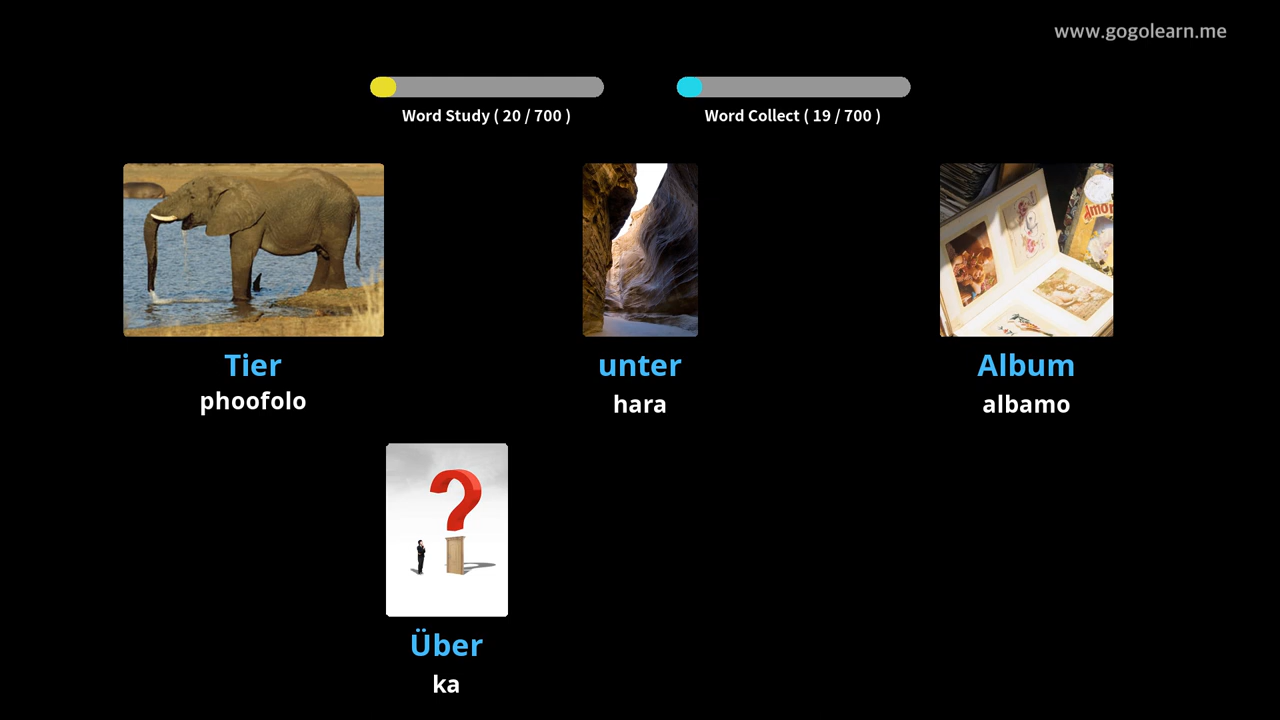 www.gogolearn.me
Word Study ( 20 / 700 )
Word Collect ( 19 / 700 )
Tier
phoofolo
unter
hara
Album
albamo
Über
ka